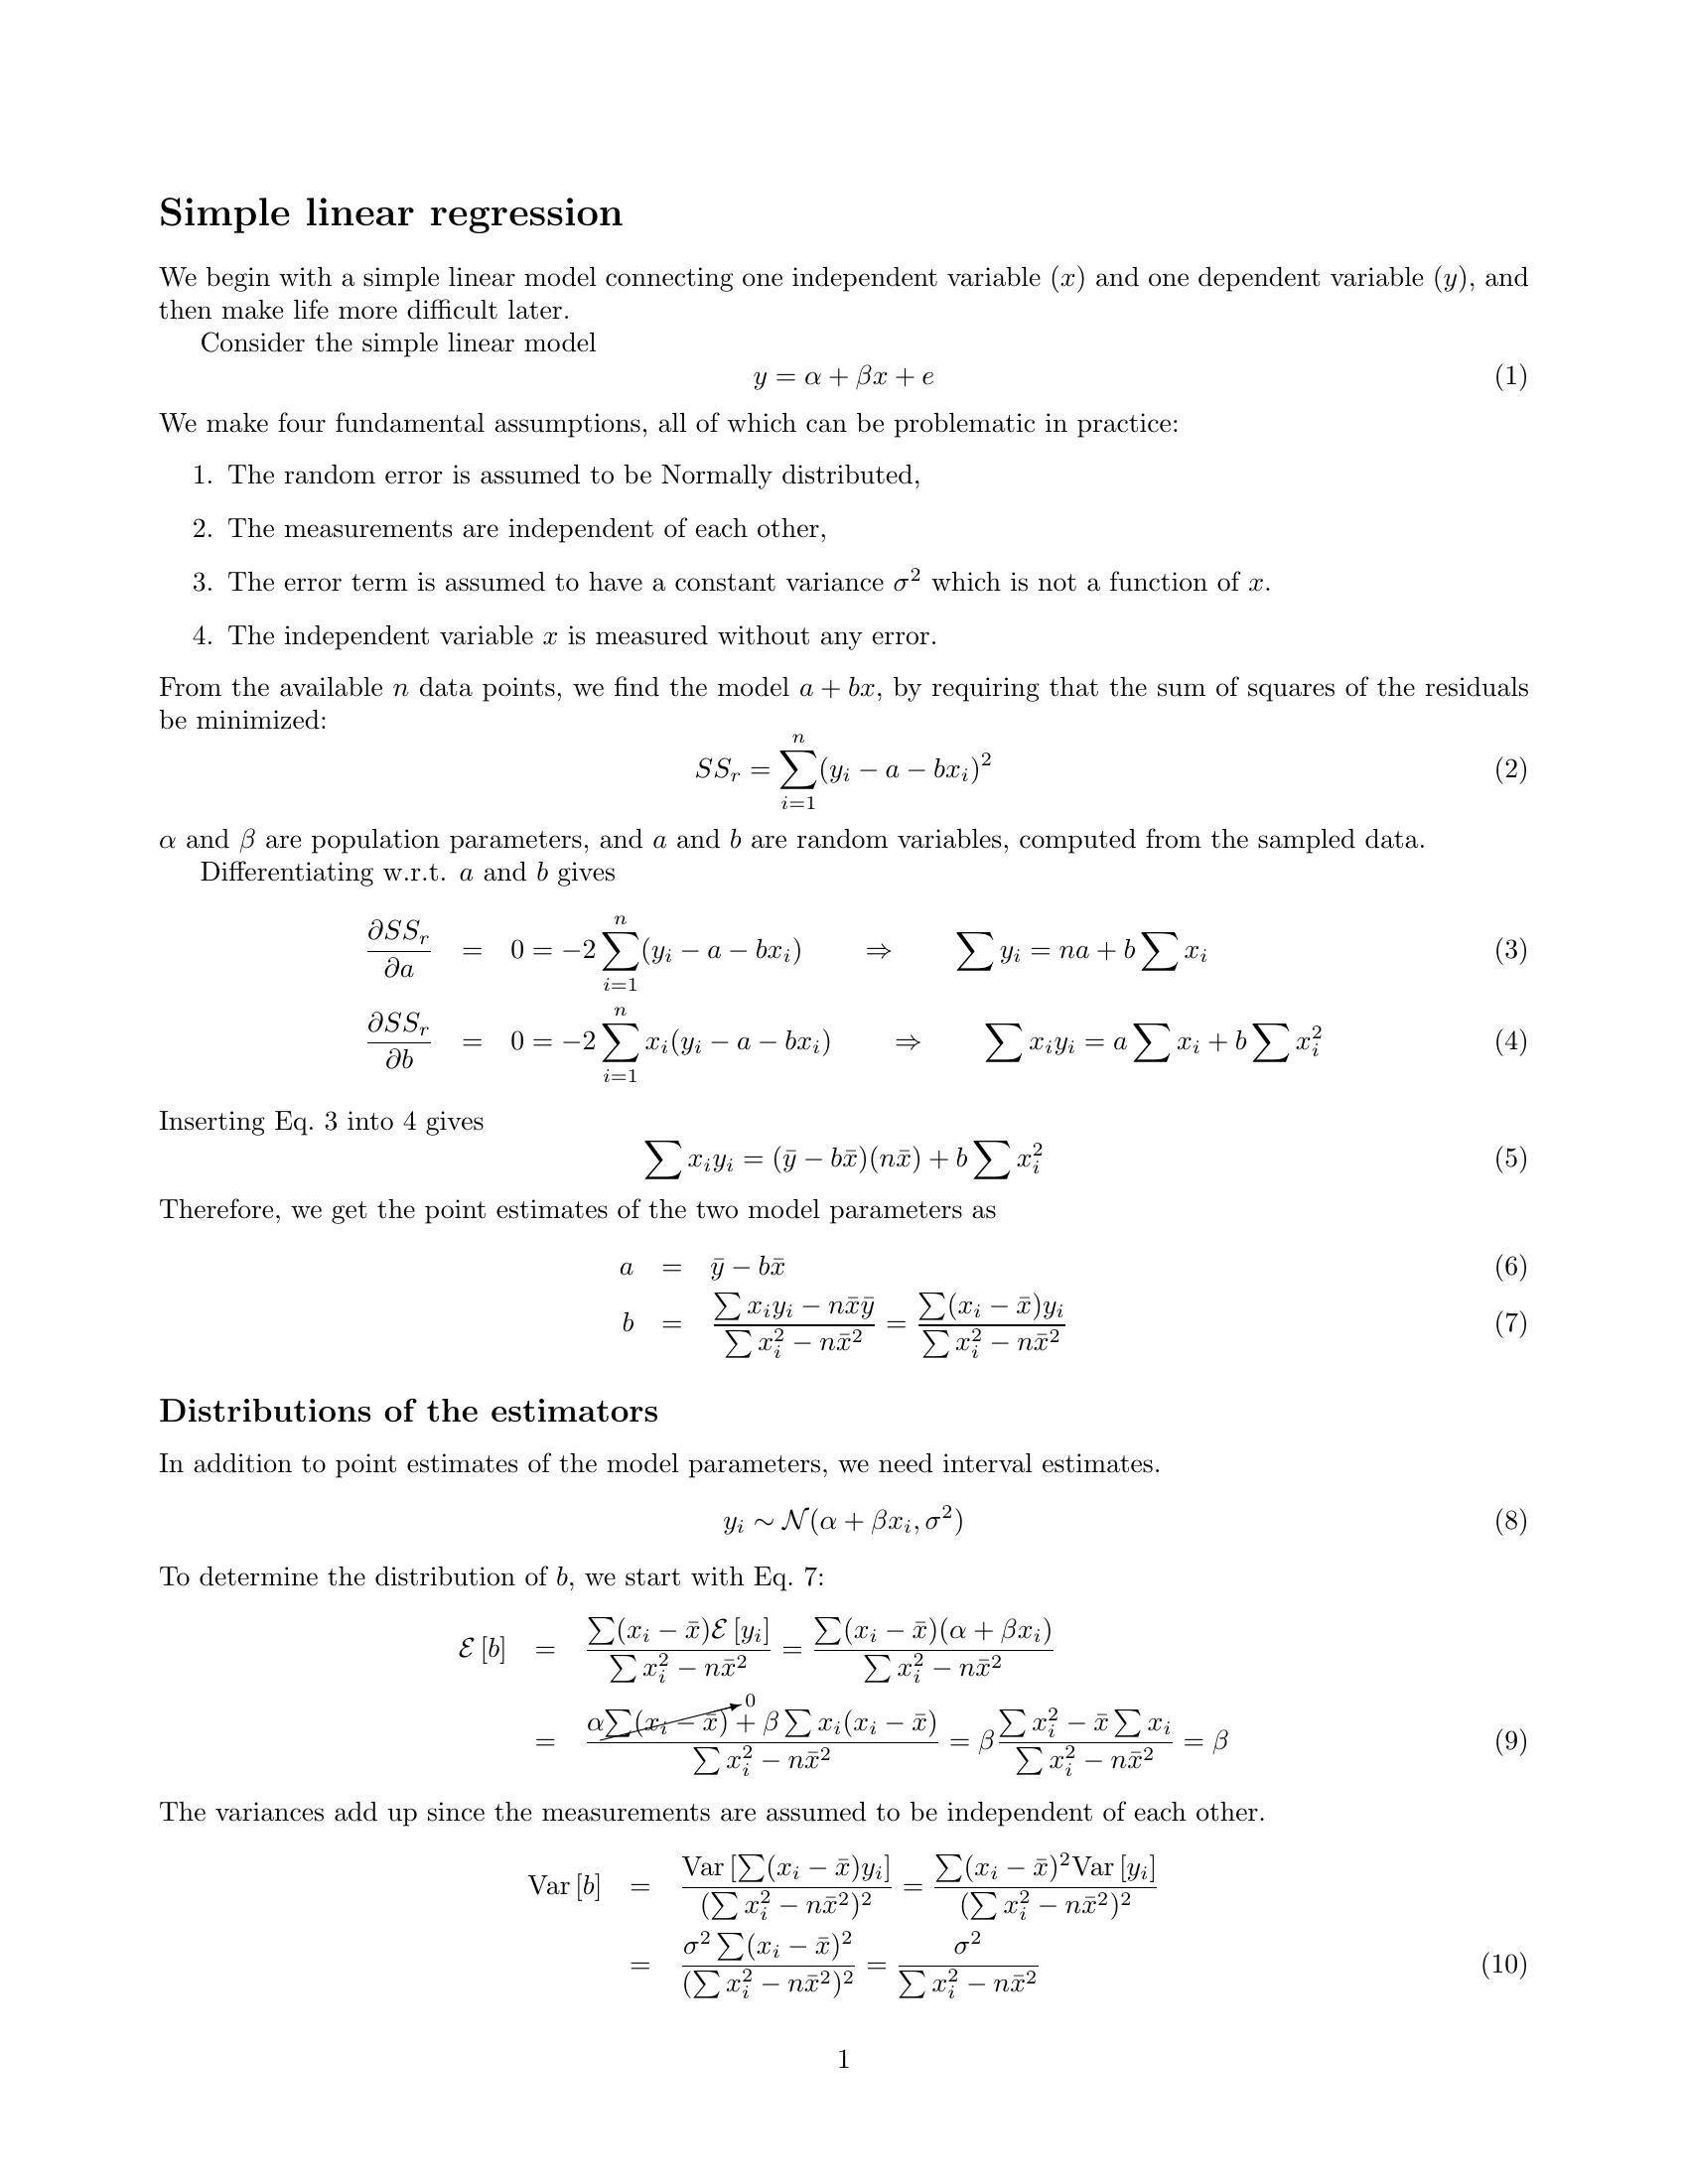 Simple linear regression
We begin with a simple linear model connecting one independent variable (x) and one dependent variable (y), and
then make life more difficult later.
Consider the simple linear model
y = α + βx + e (1)
We make four fundamental assumptions, all of which can be problematic in practice:
1. The random error is assumed to be Normally distributed,
2. The measurements are independent of each other,
3. The error term is assumed to have a constant variance σ² which is not a function of x.
4. The independent variable x is measured without any error.
From the available n data points, we find the model a + bx, by requiring that the sum of squares of the residuals
be minimized:
$SS_r = \sum_{i=1}^{n} (y_i - a - bx_i)^2$ (2)
α and β are population parameters, and a and b are random variables, computed from the sampled data.
Differentiating w.r.t. a and b gives
$\frac{\partial SS_r}{\partial a} = 0 = -2 \sum_{i=1}^{n} (y_i - a - bx_i) \Rightarrow \sum y_i = na + b \sum x_i$ (3)
$\frac{\partial SS_r}{\partial b} = 0 = -2 \sum_{i=1}^{n} x_i(y_i - a - bx_i) \Rightarrow \sum x_i y_i = a \sum x_i + b \sum x_i^2$ (4)
Inserting Eq. 3 into 4 gives
$\sum x_i y_i = (\bar{y} - b\bar{x})(n\bar{x}) + b \sum x_i^2$ (5)
Therefore, we get the point estimates of the two model parameters as
$a = \bar{y} - b\bar{x}$ (6)
$b = \frac{\sum x_i y_i - n\bar{x}\bar{y}}{\sum x_i^2 - n\bar{x}^2} = \frac{\sum (x_i - \bar{x})y_i}{\sum x_i^2 - n\bar{x}^2}$ (7)
Distributions of the estimators
In addition to point estimates of the model parameters, we need interval estimates.
$y_i \sim \mathcal{N}(\alpha + \beta x_i, \sigma^2)$ (8)
To determine the distribution of b, we start with Eq. 7:
$\mathcal{E}[b] = \frac{\sum (x_i - \bar{x})\mathcal{E}[y_i]}{\sum x_i^2 - n\bar{x}^2} = \frac{\sum (x_i - \bar{x})(\alpha + \beta x_i)}{\sum x_i^2 - n\bar{x}^2}$
$= \frac{\alpha \cancelto{0}{\sum (x_i - \bar{x})} + \beta \sum x_i(x_i - \bar{x})}{\sum x_i^2 - n\bar{x}^2} = \beta \frac{\sum x_i^2 - \bar{x} \sum x_i}{\sum x_i^2 - n\bar{x}^2} = \beta$ (9)
The variances add up since the measurements are assumed to be independent of each other.
$\text{Var}[b] = \frac{\text{Var}[\sum (x_i - \bar{x})y_i]}{(\sum x_i^2 - n\bar{x}^2)^2} = \frac{\sum (x_i - \bar{x})^2 \text{Var}[y_i]}{(\sum x_i^2 - n\bar{x}^2)^2}$
$= \frac{\sigma^2 \sum (x_i - \bar{x})^2}{(\sum x_i^2 - n\bar{x}^2)^2} = \frac{\sigma^2}{\sum x_i^2 - n\bar{x}^2}$ (10)
1